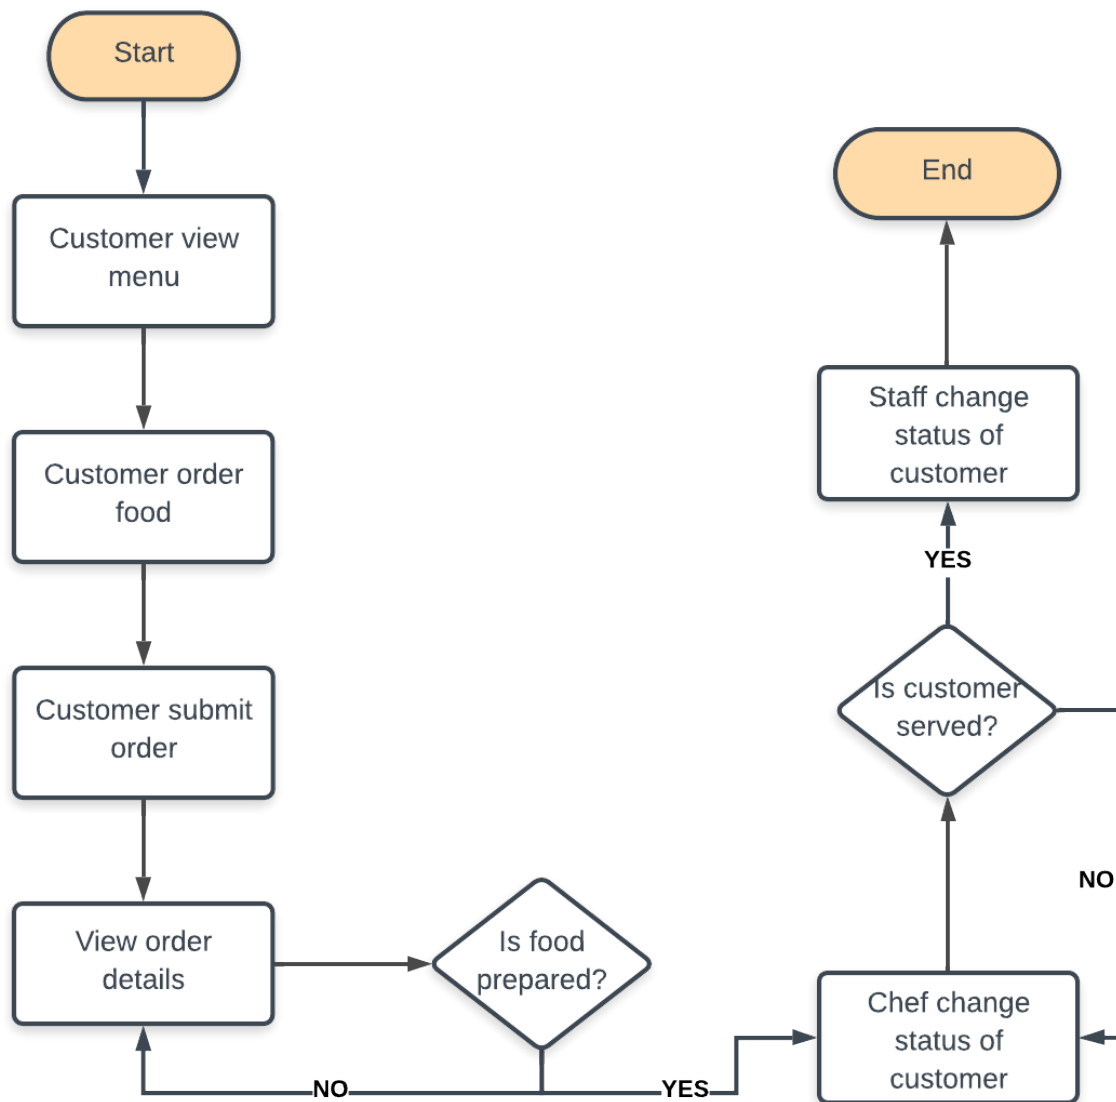 Start
Customer view
menu
Customer order
food
Customer submit
order
View order
details
Is food
prepared?
NO
YES
Chef change
status of
customer
Is customer
served?
NO
YES
Staff change
status of
customer
End